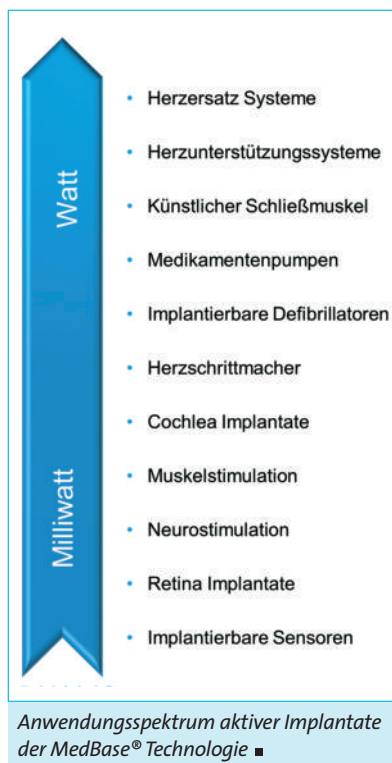 Watt
Milliwatt
• Herzersatz Systeme
• Herzunterstützungssysteme
• Künstlicher Schließmuskel
• Medikamentenpumpen
• Implantierbare Defibrillatoren
• Herzschrittmacher
• Cochlea Implantate
• Muskelstimulation
• Neurostimulation
• Retina Implantate
• Implantierbare Sensoren
Anwendungsspektrum aktiver Implantate
der MedBase® Technologie ■